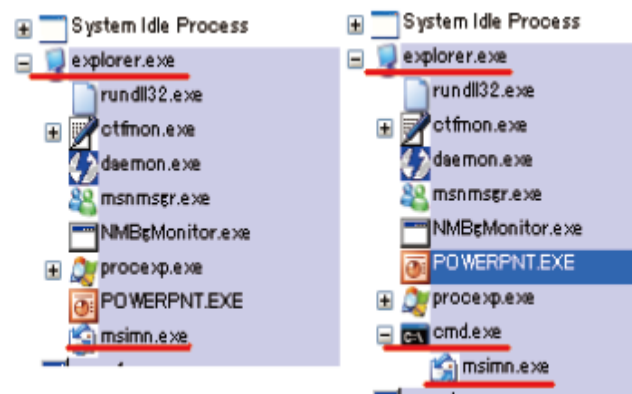 System Idle Process
explorer.exe
rundll32.exe
ctfmon.exe
daemon.exe
msnmsgr.exe
NMBgMonitor.exe
procexp.exe
POWERPNT.EXE
msimn.exe
System Idle Process
explorer.exe
rundll32.exe
ctfmon.exe
daemon.exe
msnmsgr.exe
NMBgMonitor.exe
POWERPNT.EXE
procexp.exe
cmd.exe
msimn.exe